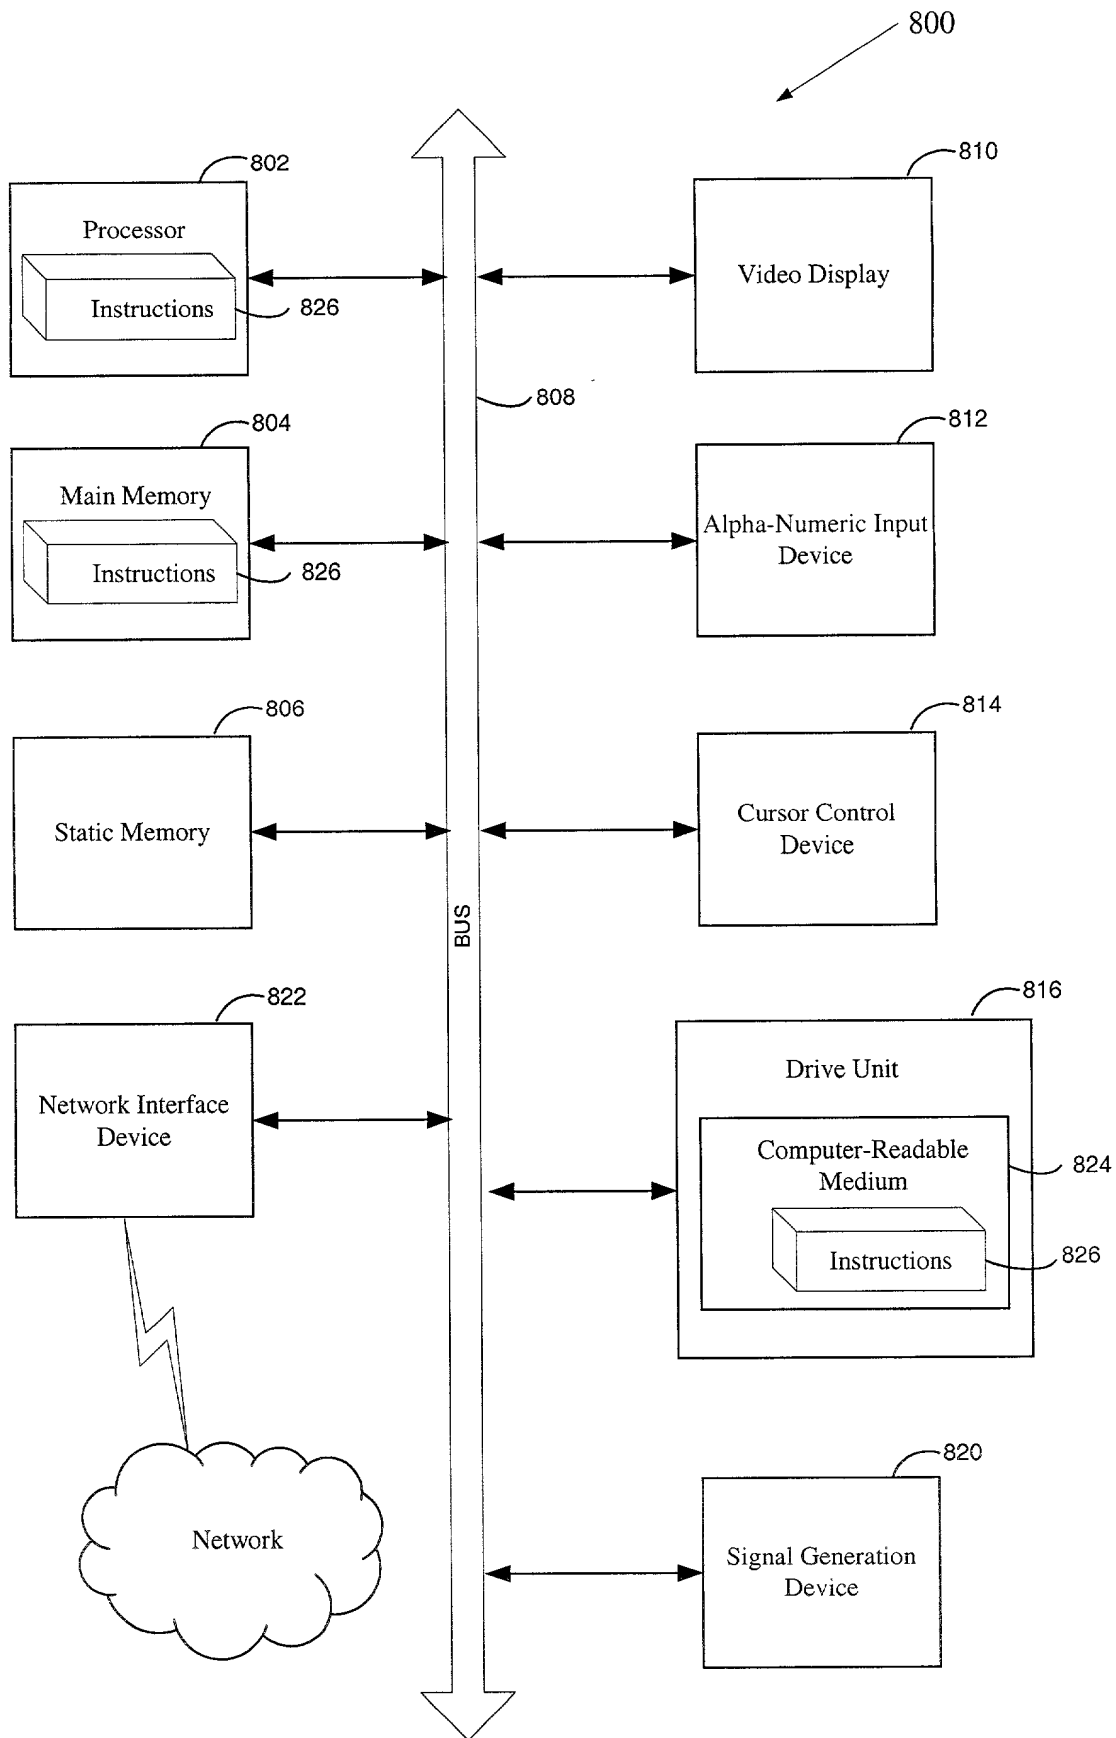 800
802
Processor
Instructions
826
810
Video Display
808
804
Main Memory
Instructions
826
812
Alpha-Numeric Input
Device
806
Static Memory
814
Cursor Control
Device
BUS
822
Network Interface
Device
816
Drive Unit
Computer-Readable
Medium
824
Instructions
826
Network
820
Signal Generation
Device